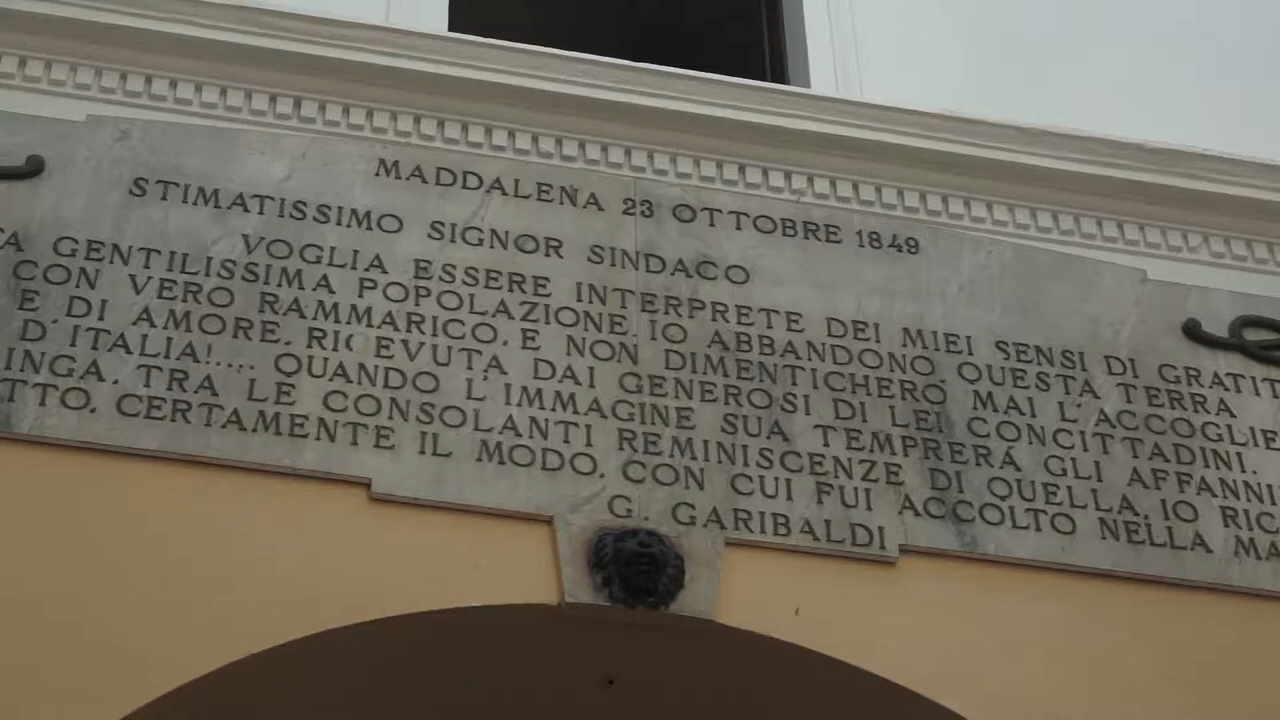 MADDALENA 23 OTTOBRE 1849
STIMATISSIMO SIGNOR SINDACO
VOGLIA ESSERE INTERPRETE DEI MIEI SENSI DI GRATIT
TA GENTILISSIMA POPOLAZIONE. IO ABBANDONO, QUESTA TERRA
CON VERO RAMMARICO, E NON DIMENTICHERÒ MAI L'ACCOGLIE
E DI AMORE, RICEVUTA DAI GENEROSI DI LEI CONCITTADINI.
D'ITALIA!.... QUANDO L'IMMAGINE SUA TEMPRERÁ GLI AFFANNI
INGA, TRA LE CONSOLANTI REMINISCENZE DI QUELLA, IO RIC
TTO, CERTAMENTE IL MODO, CON CUI FUI ACCOLTO NELLA MA
G. GARIBALDI